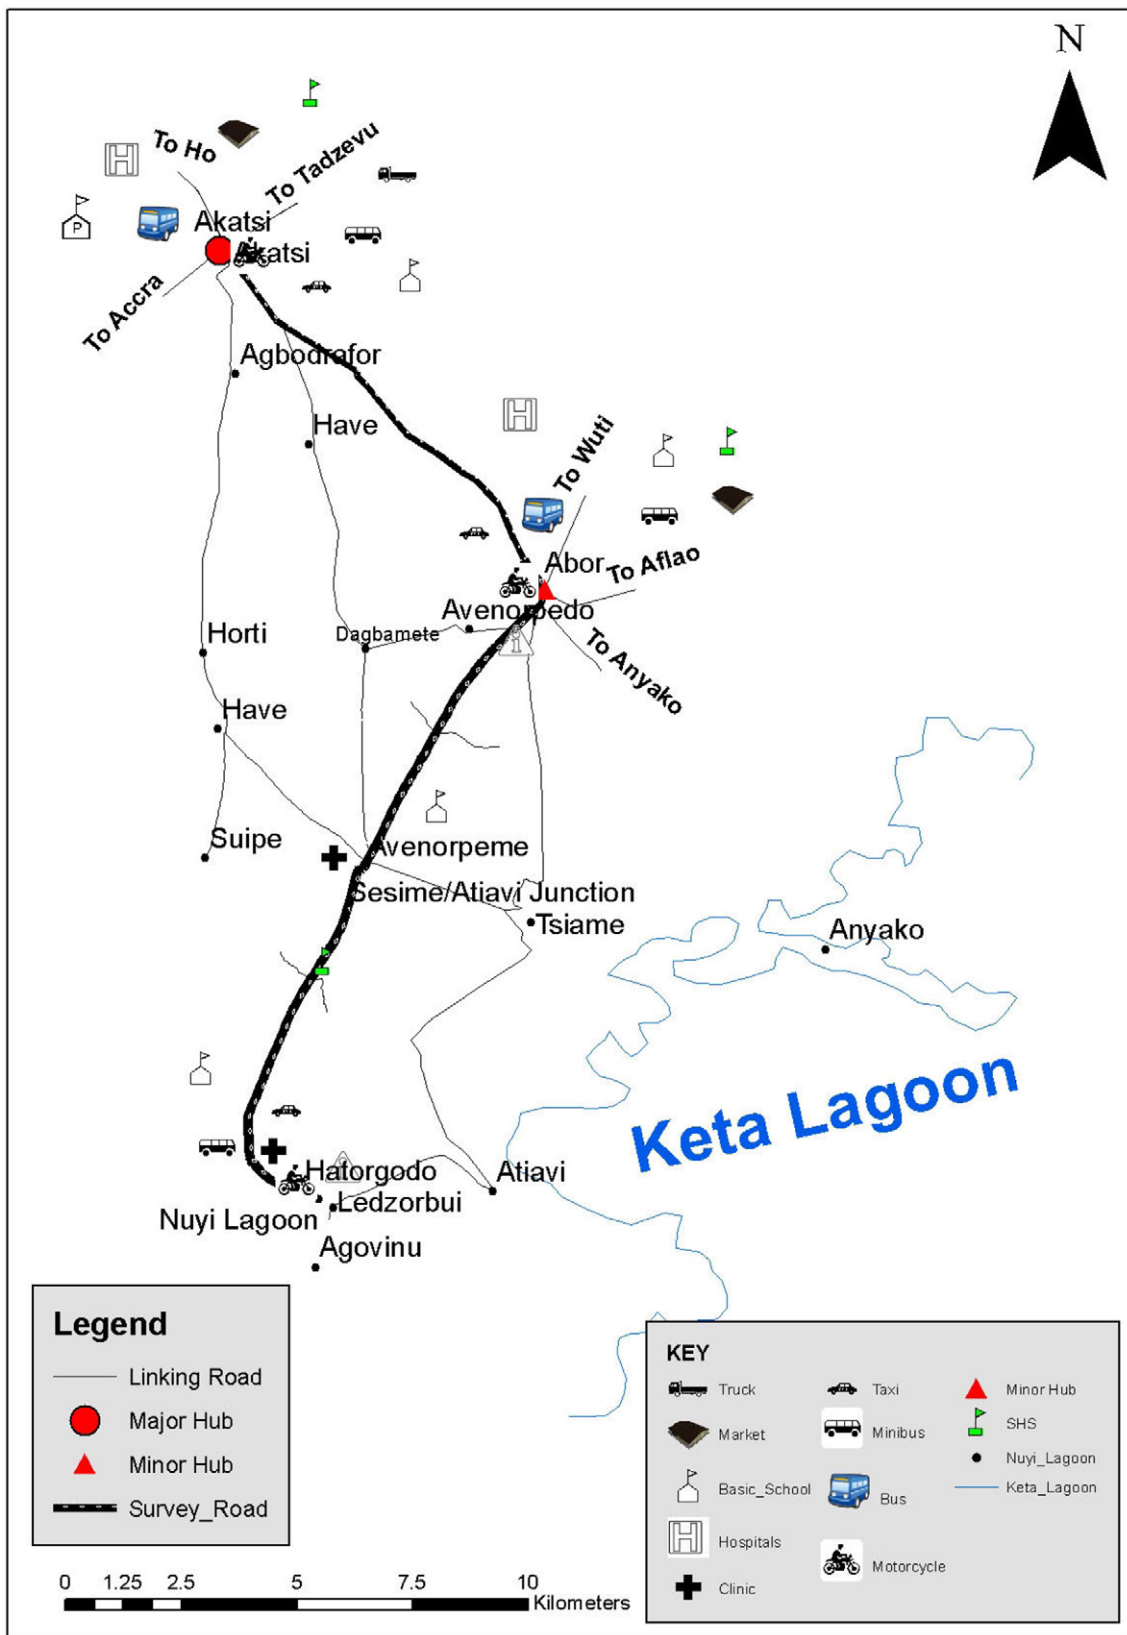 N
To Ho
To Tadzevu
Akatsi
Akatsi
To Accra
Agbodrafor
Have
To Wuti
Abor
To Aflao
Avenorpedo
Dagbamete
Horti
To Anyako
Have
Suipe
Avenorpeme
Sesime/Atiavi Junction
Tsiame
Anyako
Keta Lagoon
Hatorgodo
Atiavi
Ledzorbui
Nuyi Lagoon
Agovinu
Legend
Linking Road
Major Hub
Minor Hub
Survey_Road
0 1.25 2.5 5 7.5 10
Kilometers
KEY
Truck
Taxi
Minor Hub
Market
Minibus
SHS
Nuyi_Lagoon
Basic_School
Bus
Keta_Lagoon
Hospitals
Motorcycle
Clinic